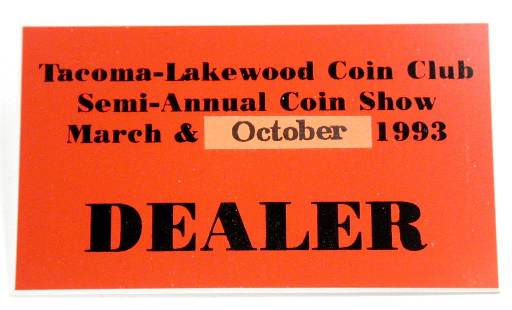 Tacoma-Lakewood Coin Club
Semi-Annual Coin Show
March & October 1993
DEALER